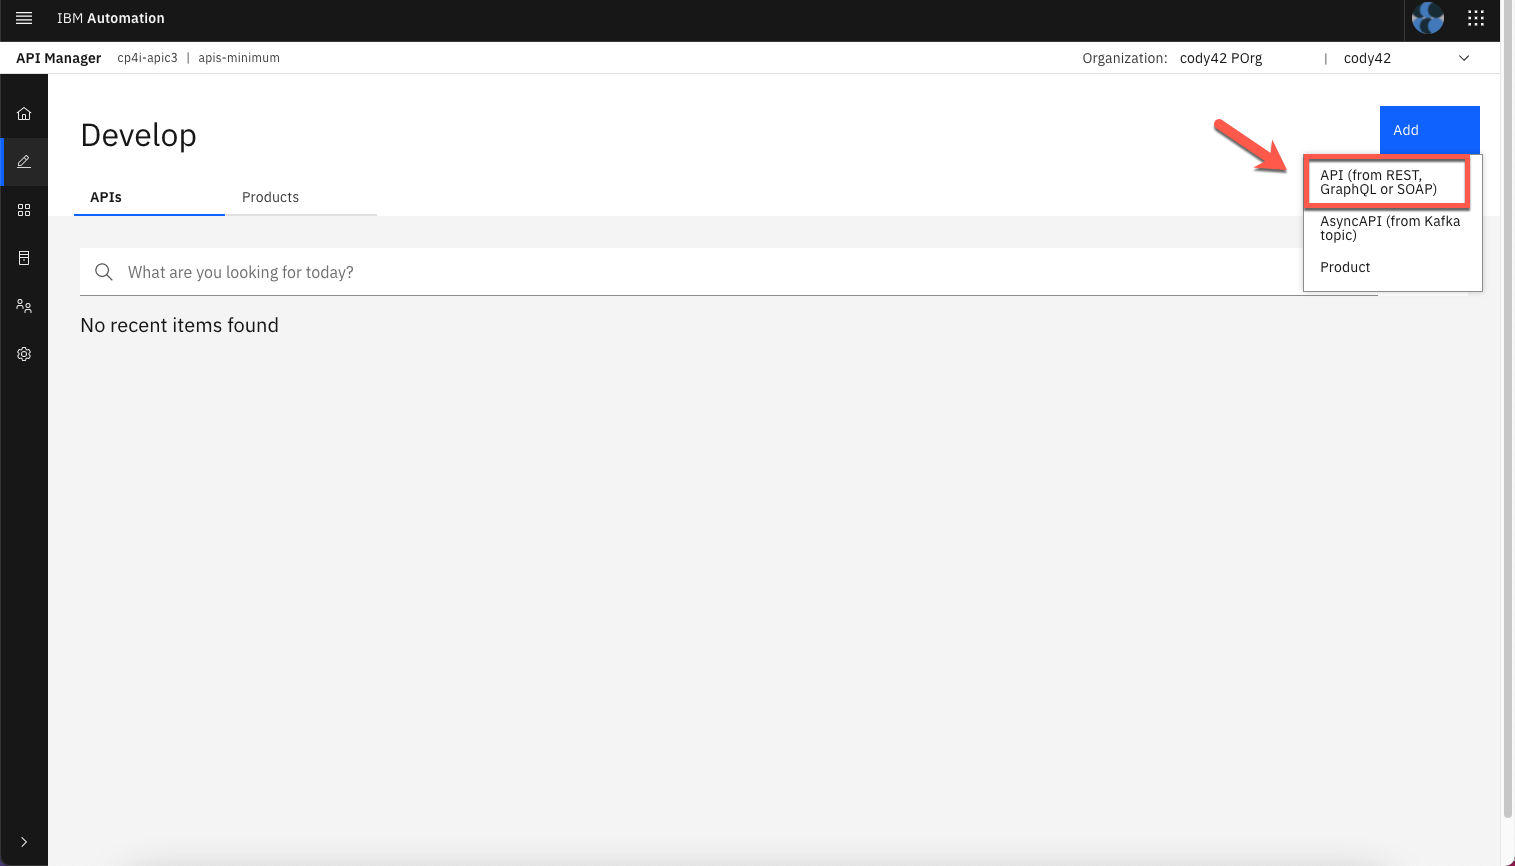 IBM Automation
API Manager cp4i-apic3 | apis-minimum Organization: cody42 POrg | cody42
Develop
Add
API (from REST,
GraphQL or SOAP)
AsyncAPI (from Kafka
topic)
Product
APIs Products
What are you looking for today?
No recent items found